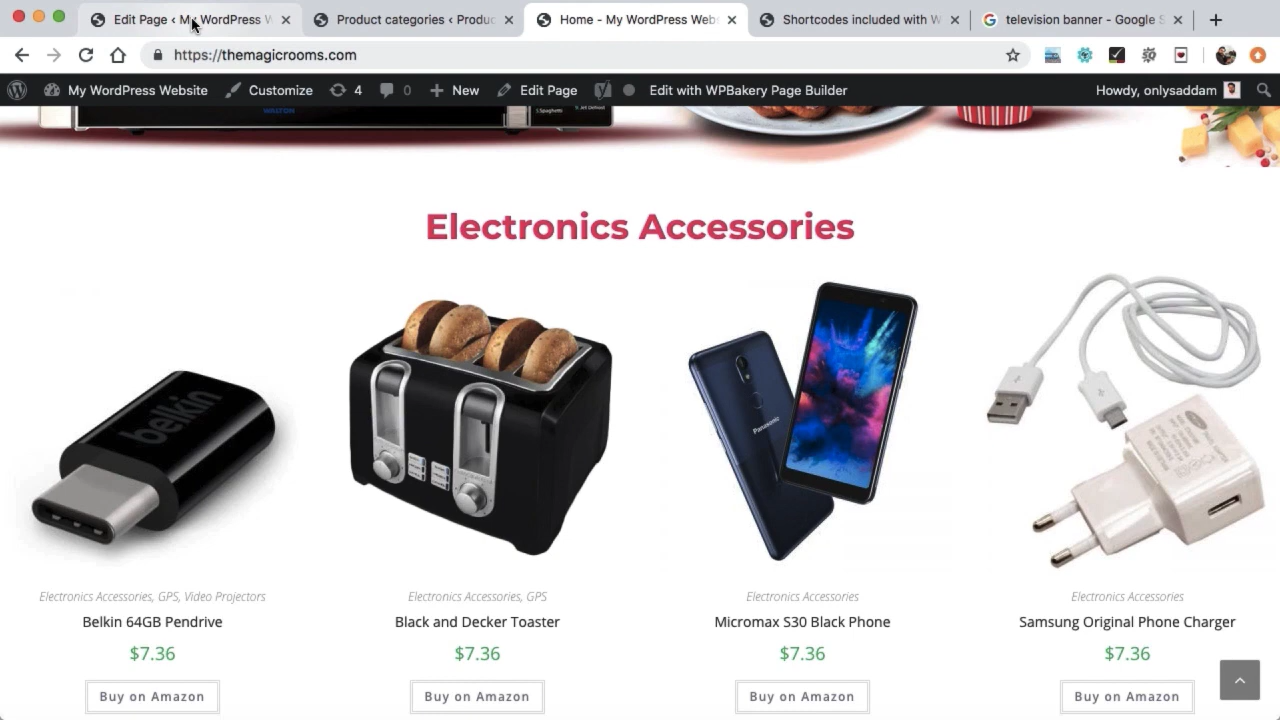 Edit Page ‹ My WordPress W
Product categories ‹ Produc
Home - My WordPress Web
Shortcodes included with W
television banner - Google S
https://themagicrooms.com
My WordPress Website
Customize
4
0
New
Edit Page
Edit with WPBakery Page Builder
Howdy, onlysaddam
Electronics Accessories
belkin
Panasonic
Electronics Accessories, GPS, Video Projectors
Electronics Accessories, GPS
Electronics Accessories
Electronics Accessories
Belkin 64GB Pendrive
Black and Decker Toaster
Micromax S30 Black Phone
Samsung Original Phone Charger
$7.36
$7.36
$7.36
$7.36
Buy on Amazon
Buy on Amazon
Buy on Amazon
Buy on Amazon